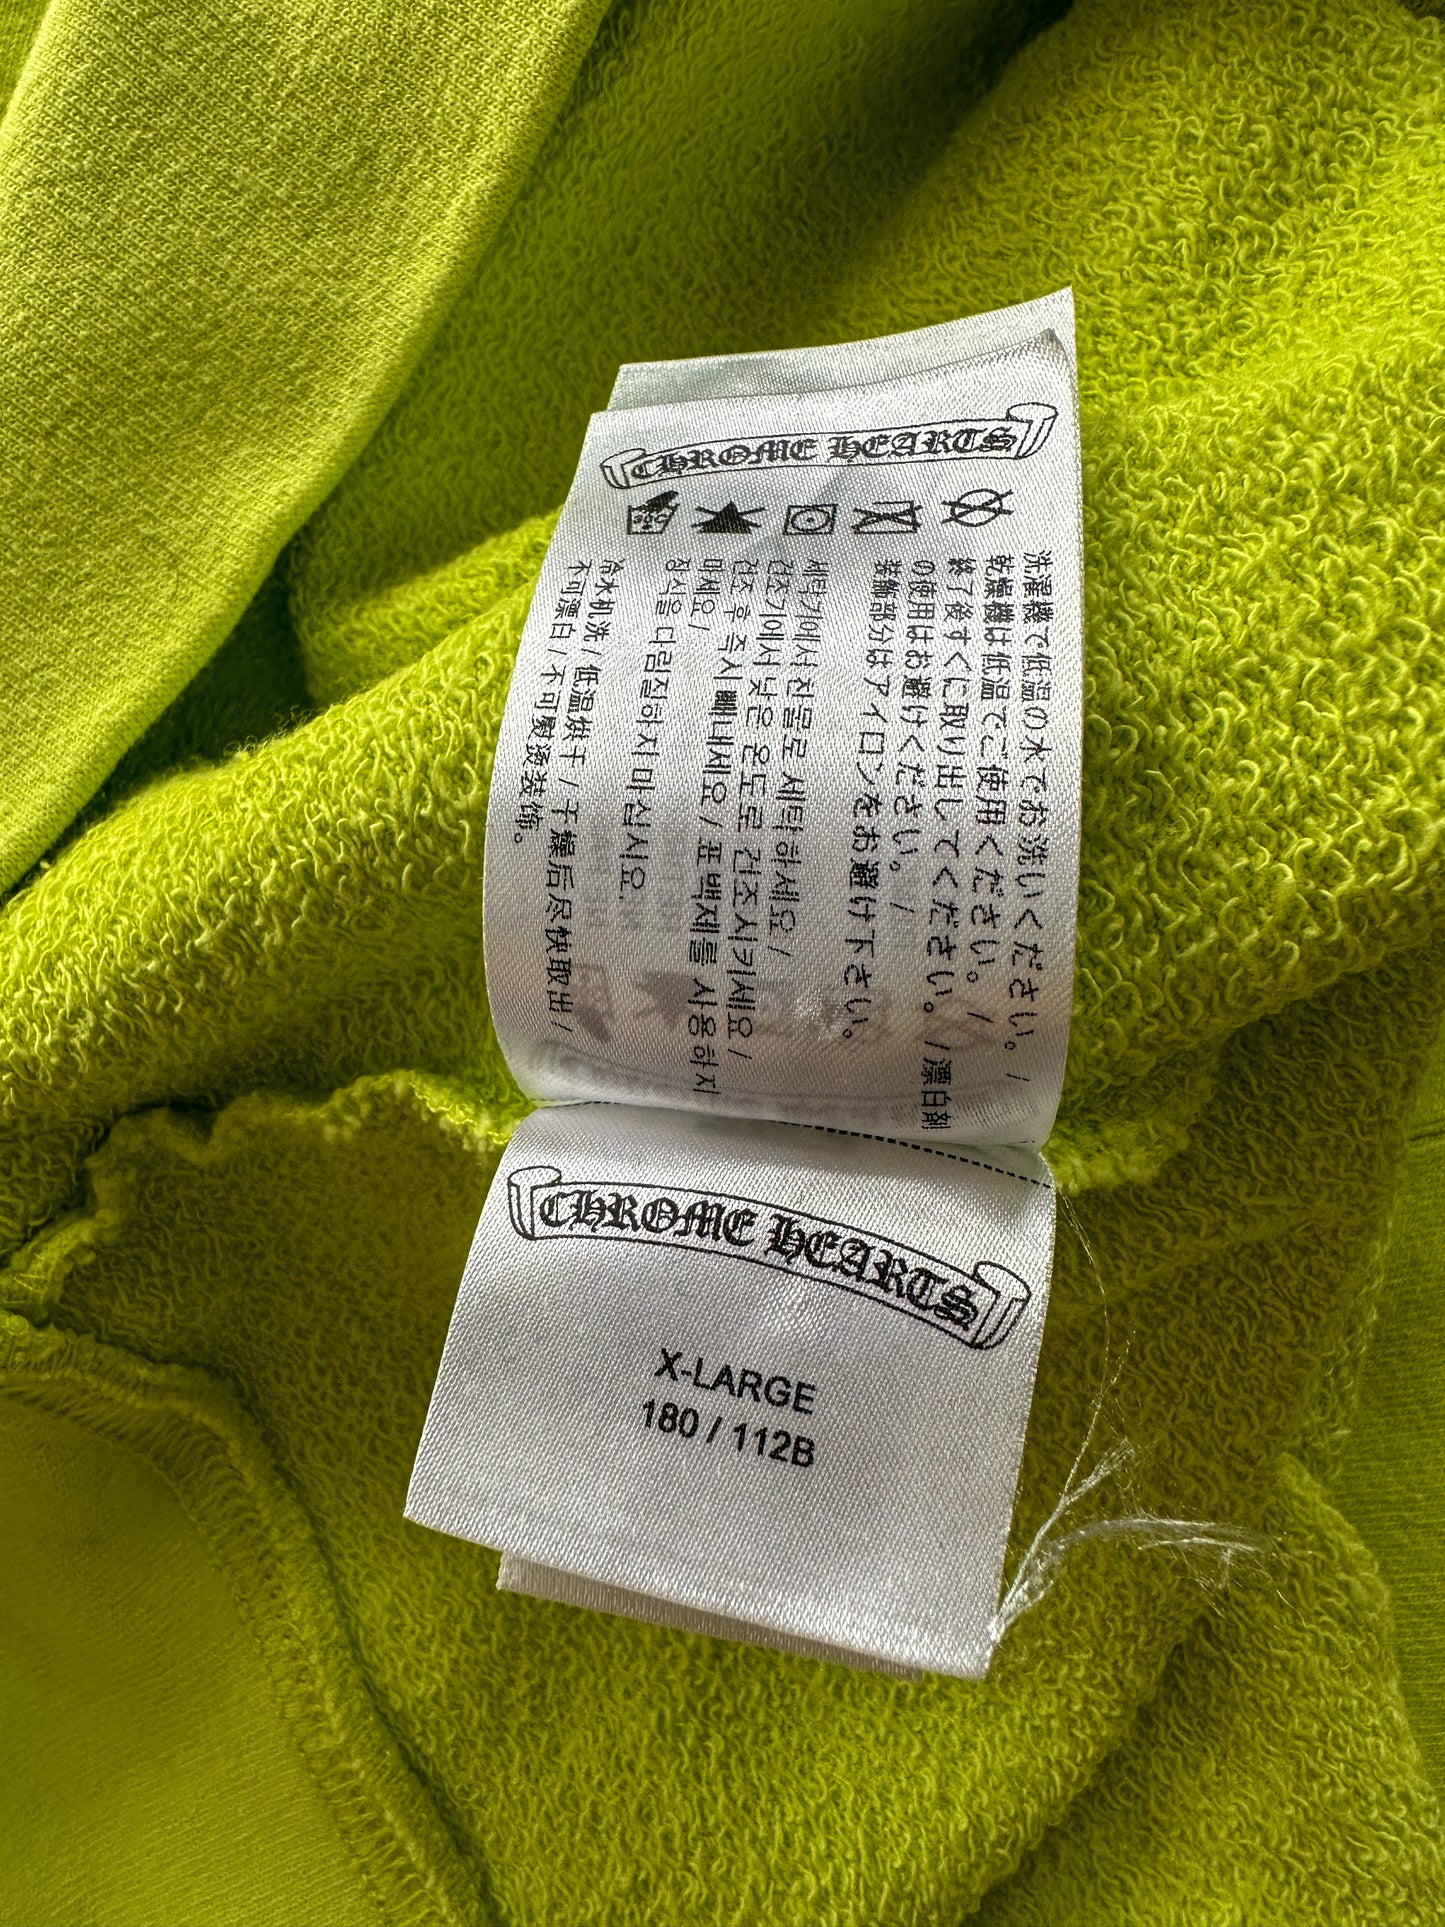 CHROME HEARTS
洗濯機で低温の水でお洗いください。 /
乾燥機は低温でご使用ください。 /
終了後すぐに取り出してください。 / 漂白剤
の使用はお避けください。 /
装飾部分はアイロンをお避け下さい。
세탁기에서 찬물로 세탁하세요 /
건조기에서 낮은 온도로 건조시키세요 /
건조 후 즉시 빼내세요 / 표백제를 사용하지
마세요 /
장식을 다림질하지 마십시요.
冷水机洗 / 低温烘干 / 干燥后尽快取出 /
不可漂白 / 不可熨烫装饰。
CHROME HEARTS
X-LARGE
180 / 112B